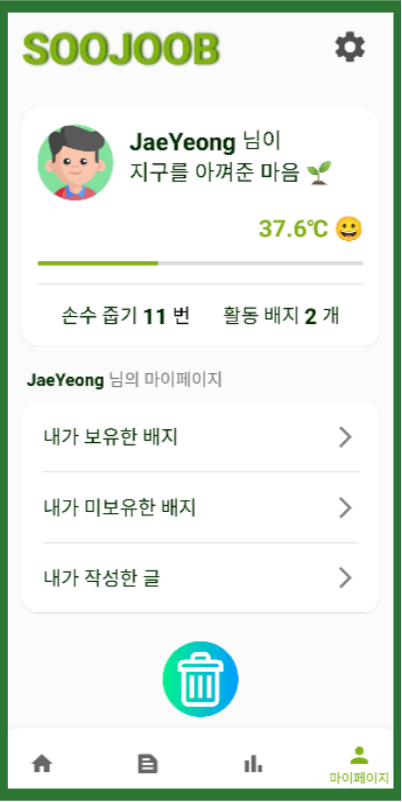 SOOJOOB
JaeYeong 님이
지구를 아껴준 마음 🌱
37.6℃ 😀
손수 줍기 11 번 활동 배지 2 개
JaeYeong 님의 마이페이지
내가 보유한 배지
내가 미보유한 배지
내가 작성한 글
마이페이지